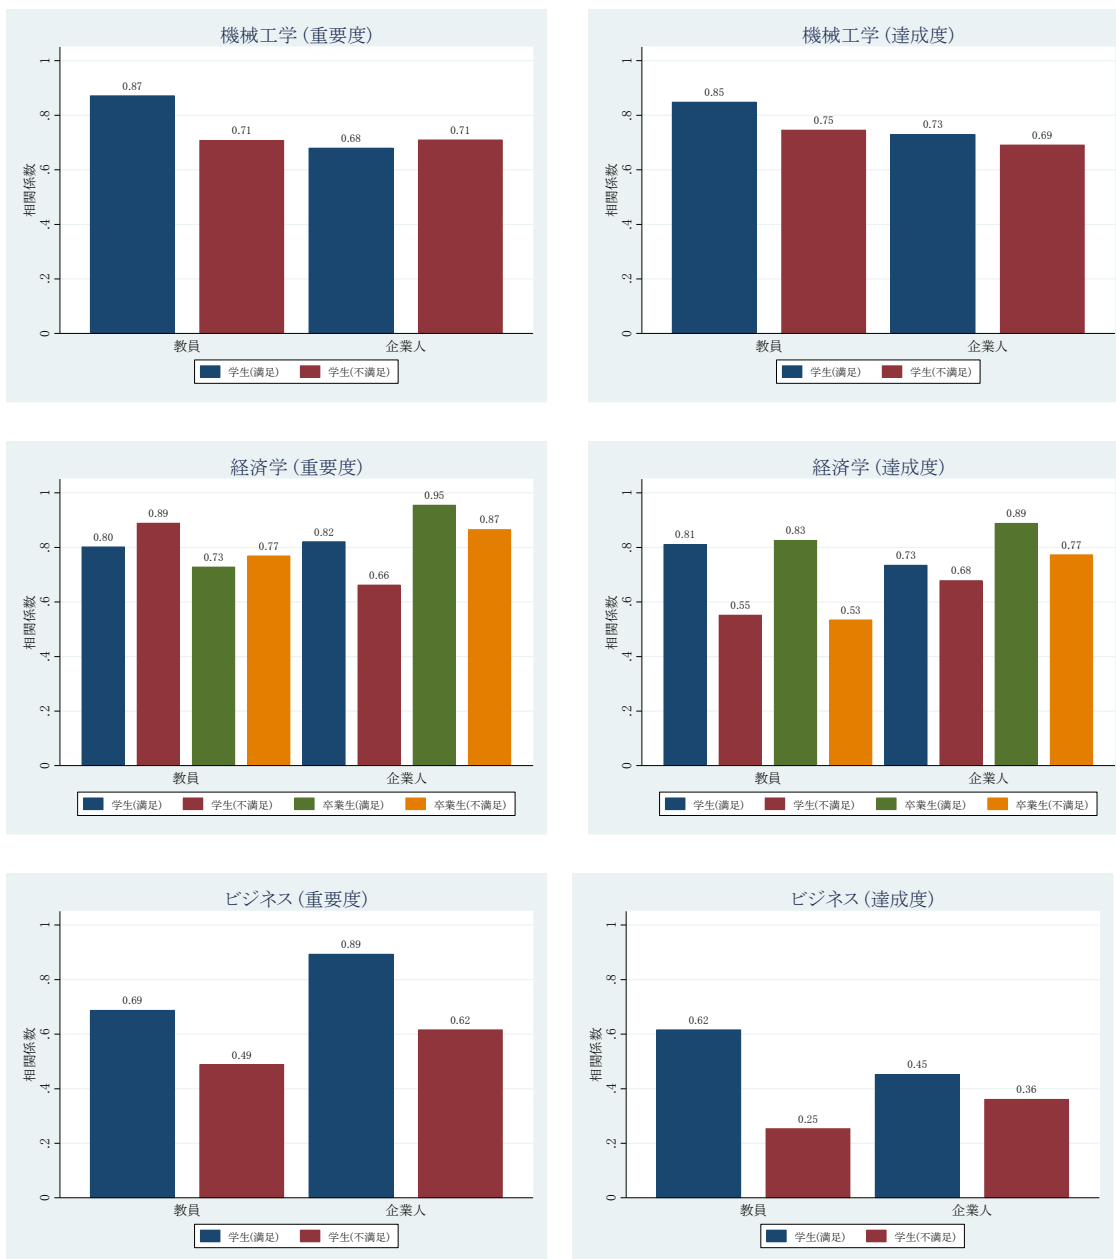 機械工学 (重要度)
相関係数
0 .2 .4 .6 .8 1
0.87 0.71 0.68 0.71
教員 企業人
学生(満足) 学生(不満足)
機械工学 (達成度)
相関係数
0 .2 .4 .6 .8 1
0.85 0.75 0.73 0.69
教員 企業人
学生(満足) 学生(不満足)
経済学 (重要度)
相関係数
0 .2 .4 .6 .8 1
0.80 0.89 0.73 0.77 0.82 0.66 0.95 0.87
教員 企業人
学生(満足) 学生(不満足) 卒業生(満足) 卒業生(不満足)
経済学 (達成度)
相関係数
0 .2 .4 .6 .8 1
0.81 0.55 0.83 0.53 0.73 0.68 0.89 0.77
教員 企業人
学生(満足) 学生(不満足) 卒業生(満足) 卒業生(不満足)
ビジネス (重要度)
相関係数
0 .2 .4 .6 .8 1
0.69 0.49 0.89 0.62
教員 企業人
学生(満足) 学生(不満足)
ビジネス (達成度)
相関係数
0 .2 .4 .6 .8 1
0.62 0.25 0.45 0.36
教員 企業人
学生(満足) 学生(不満足)